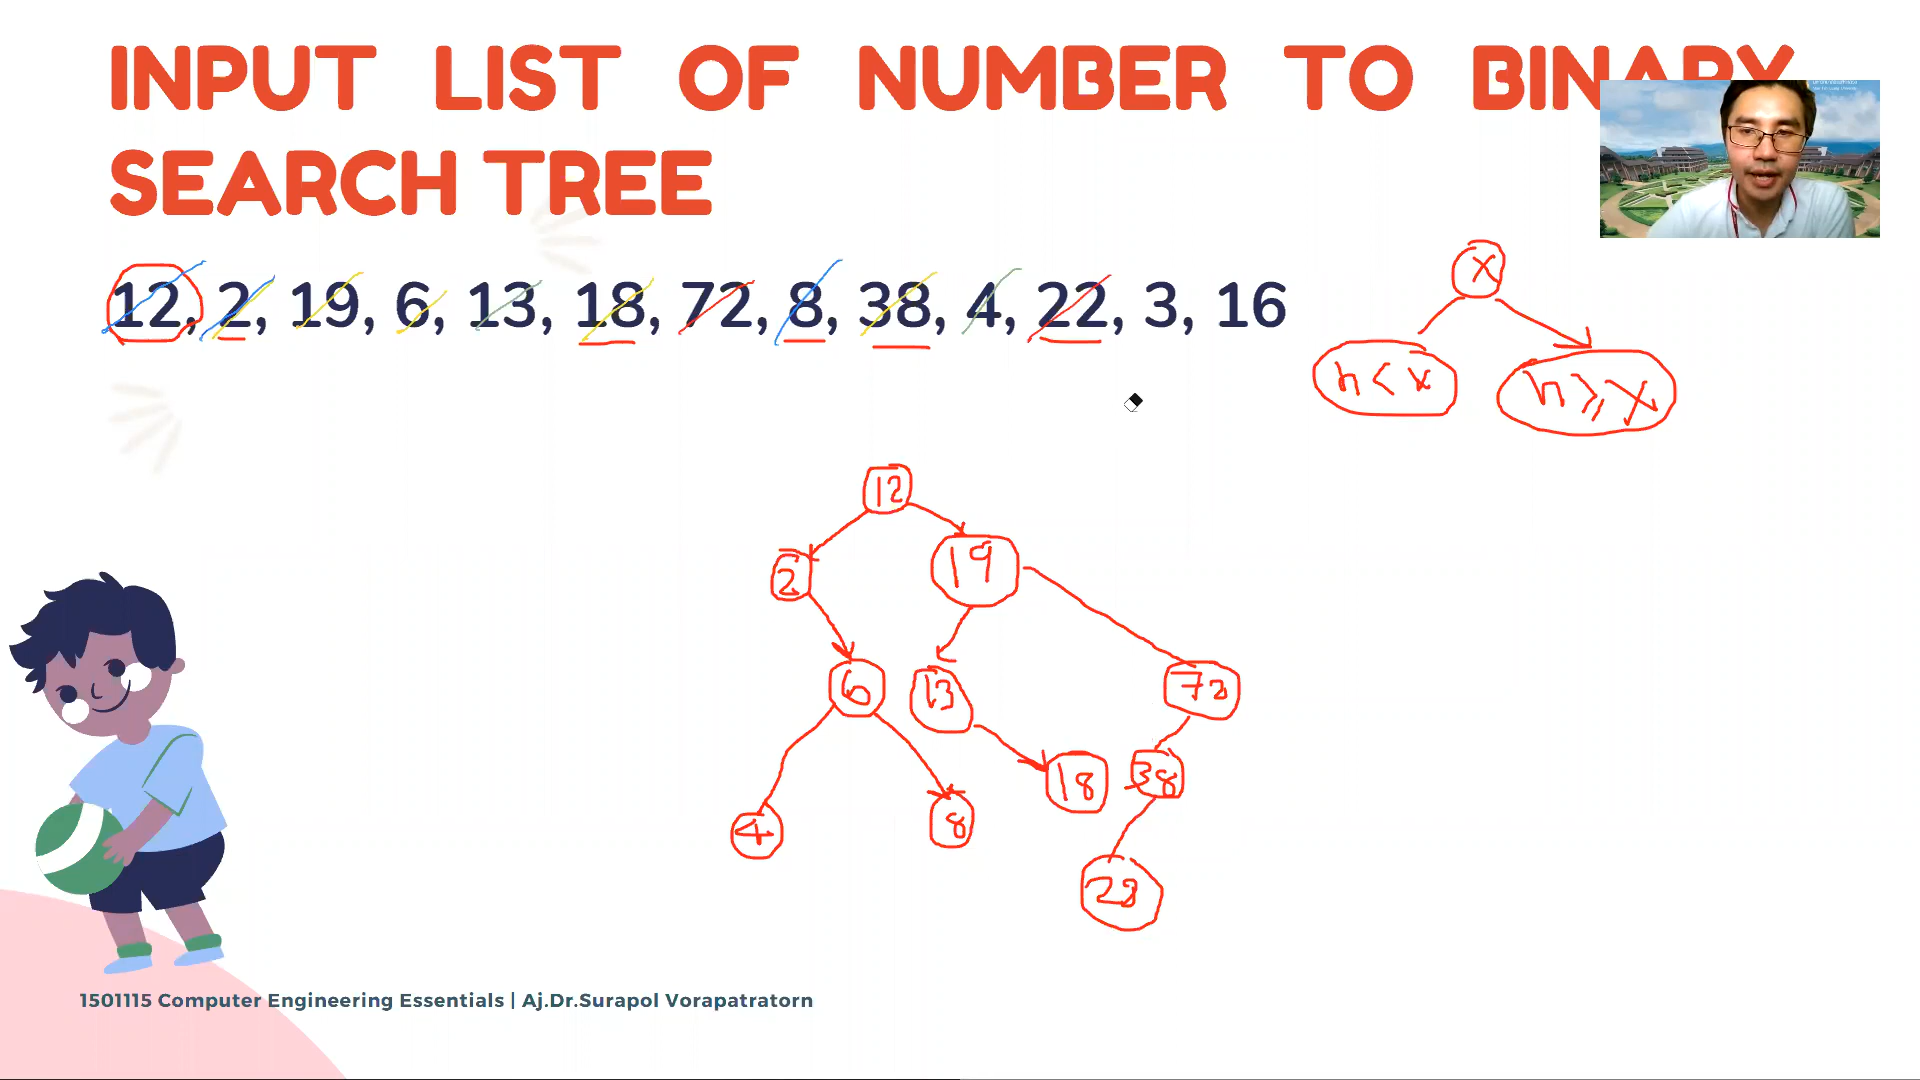 INPUT LIST OF NUMBER TO BINARY
SEARCH TREE
12, 2, 19, 6, 13, 18, 72, 8, 38, 4, 22, 3, 16
x
n < x
n ≥ x
12
2
19
6
13
72
18
38
4
8
22
1501115 Computer Engineering Essentials | Aj.Dr.Surapol Vorapatratorn